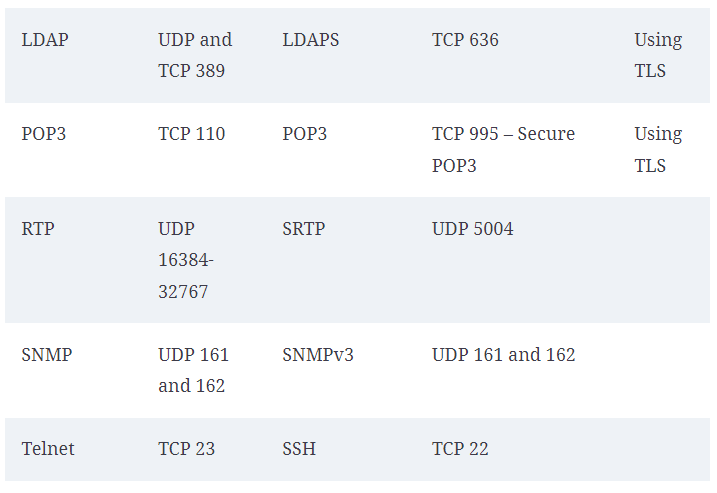 LDAP UDP and LDAPS TCP 636 Using
TCP 389 TLS
POP3 TCP 110 POP3 TCP 995 – Secure Using
POP3 TLS
RTP UDP SRTP UDP 5004
16384-
32767
SNMP UDP 161 SNMPv3 UDP 161 and 162
and 162
Telnet TCP 23 SSH TCP 22